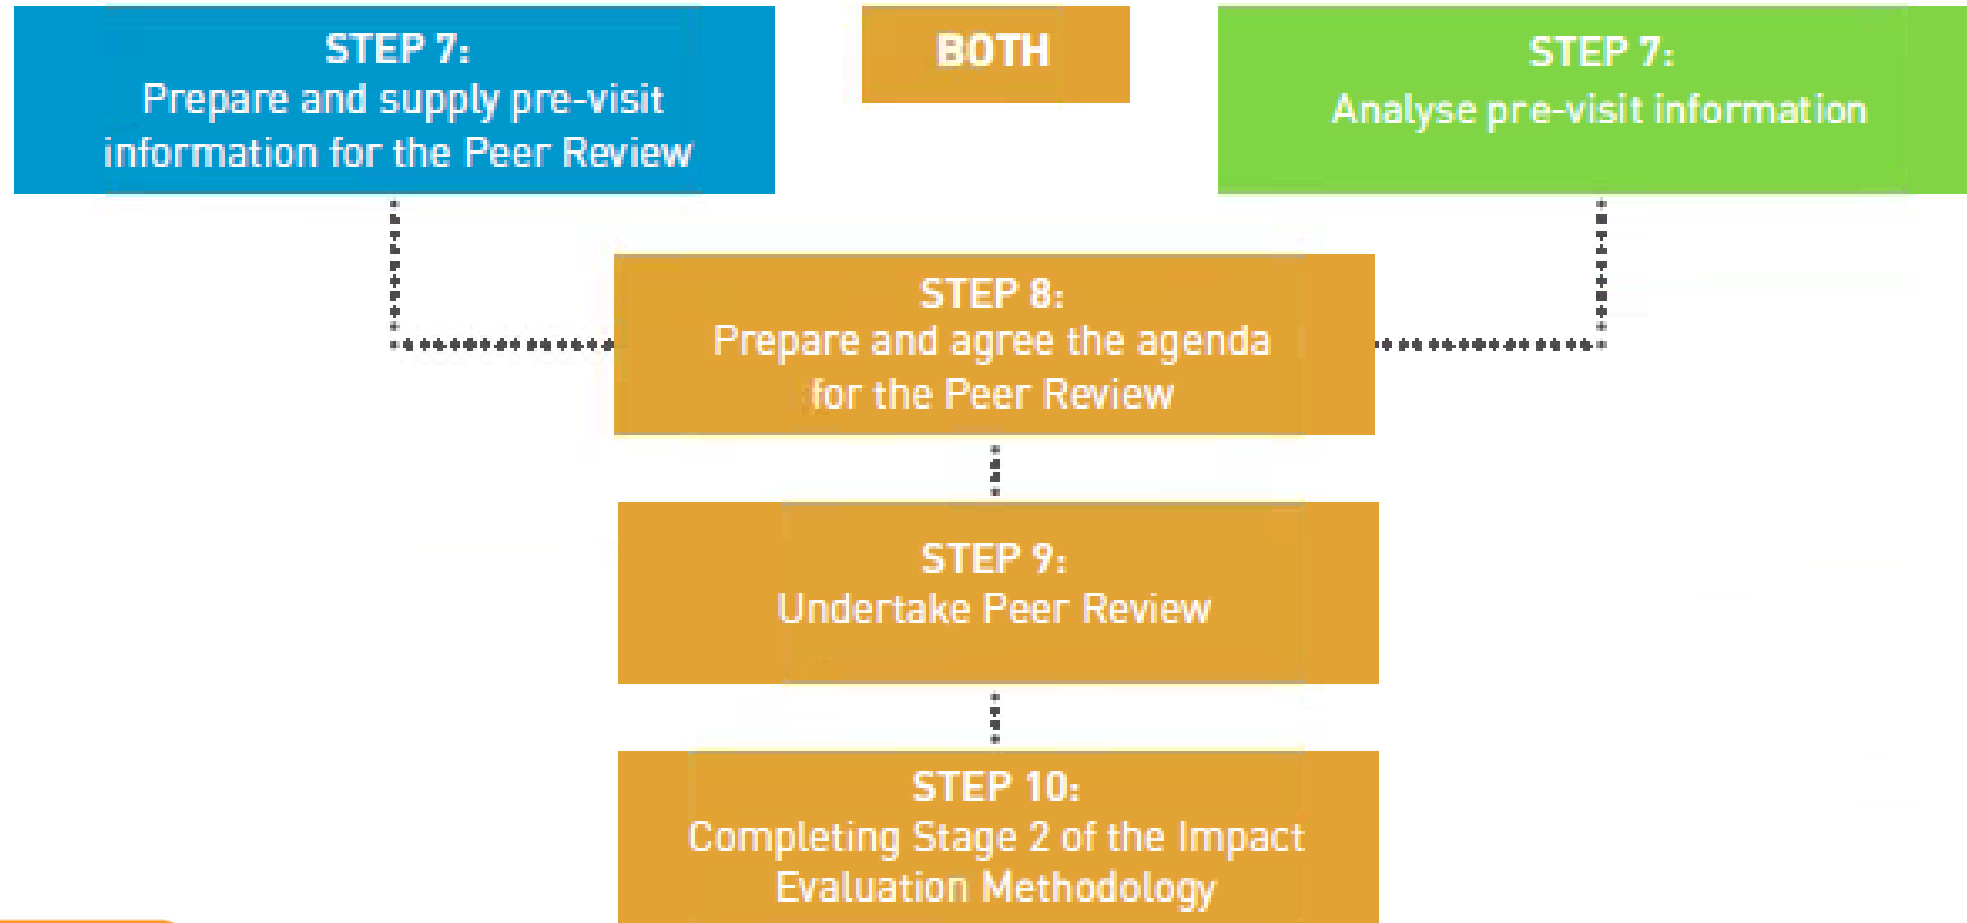 STEP 7:
Prepare and supply pre-visit
information for the Peer Review
BOTH
STEP 7:
Analyse pre-visit information
STEP 8:
Prepare and agree the agenda
for the Peer Review
STEP 9:
Undertake Peer Review
STEP 10:
Completing Stage 2 of the Impact
Evaluation Methodology